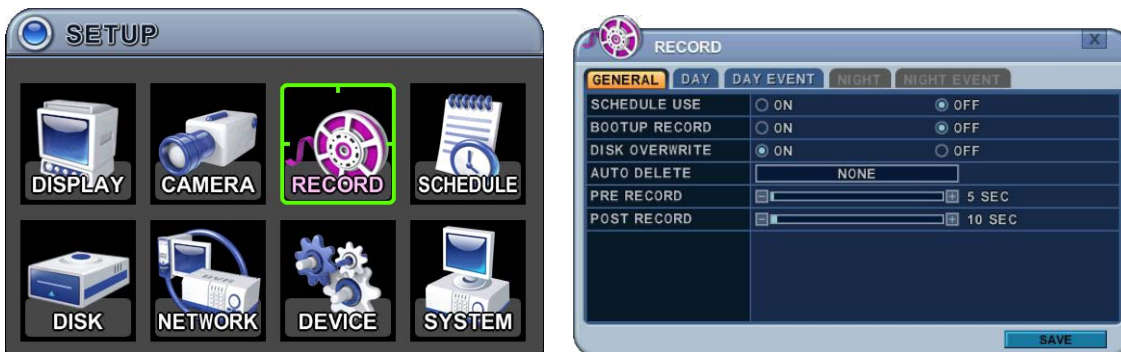 SETUP
DISPLAY CAMERA RECORD SCHEDULE
DISK NETWORK DEVICE SYSTEM
DVR
RECORD X
GENERAL DAY DAY EVENT NIGHT NIGHT EVENT
SCHEDULE USE ON OFF
BOOTUP RECORD ON OFF
DISK OVERWRITE ON OFF
AUTO DELETE NONE
PRE RECORD 5 SEC
POST RECORD 10 SEC
SAVE